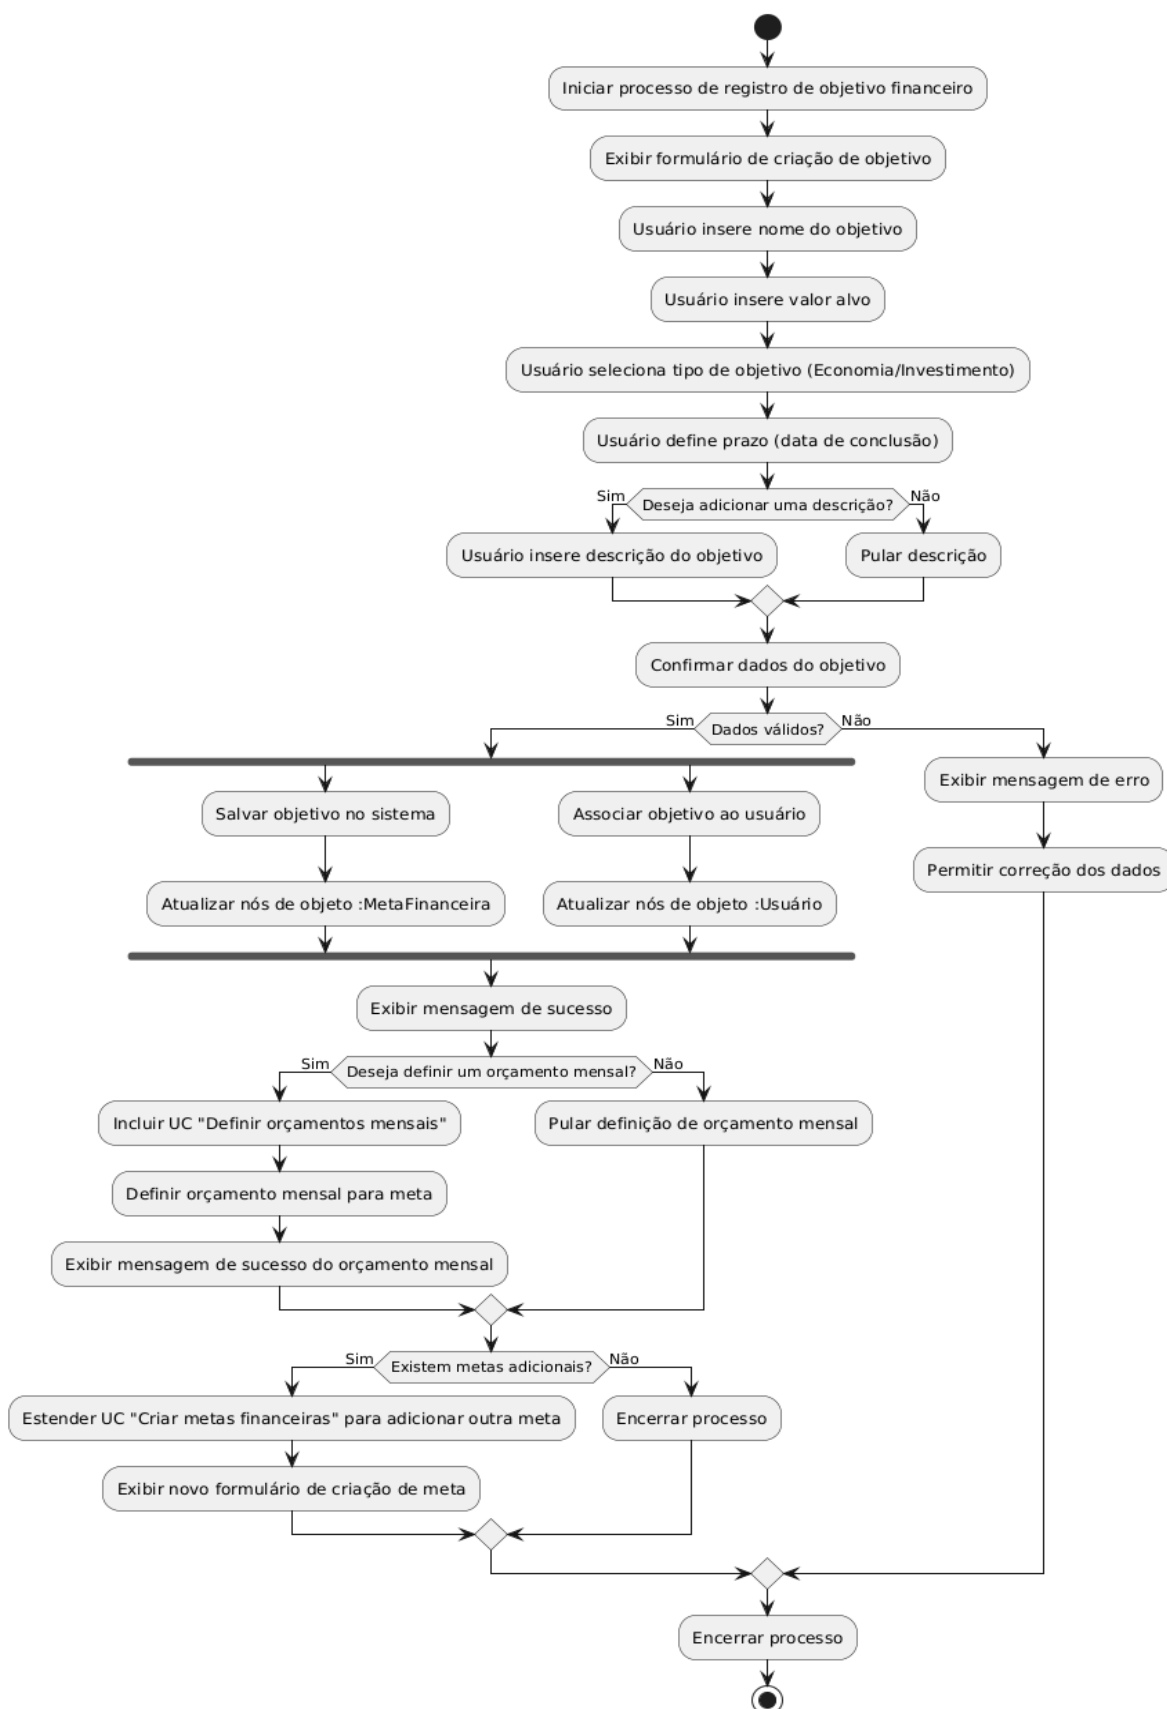 Iniciar processo de registro de objetivo financeiro
Exibir formulário de criação de objetivo
Usuário insere nome do objetivo
Usuário insere valor alvo
Usuário seleciona tipo de objetivo (Economia/Investimento)
Usuário define prazo (data de conclusão)
Sim
Deseja adicionar uma descrição?
Não
Usuário insere descrição do objetivo
Pular descrição
Confirmar dados do objetivo
Sim
Dados válidos?
Não
Exibir mensagem de erro
Salvar objetivo no sistema
Associar objetivo ao usuário
Permitir correção dos dados
Atualizar nós de objeto :MetaFinanceira
Atualizar nós de objeto :Usuário
Exibir mensagem de sucesso
Sim
Deseja definir um orçamento mensal?
Não
Incluir UC "Definir orçamentos mensais"
Pular definição de orçamento mensal
Definir orçamento mensal para meta
Exibir mensagem de sucesso do orçamento mensal
Sim
Existem metas adicionais?
Não
Estender UC "Criar metas financeiras" para adicionar outra meta
Encerrar processo
Exibir novo formulário de criação de meta
Encerrar processo